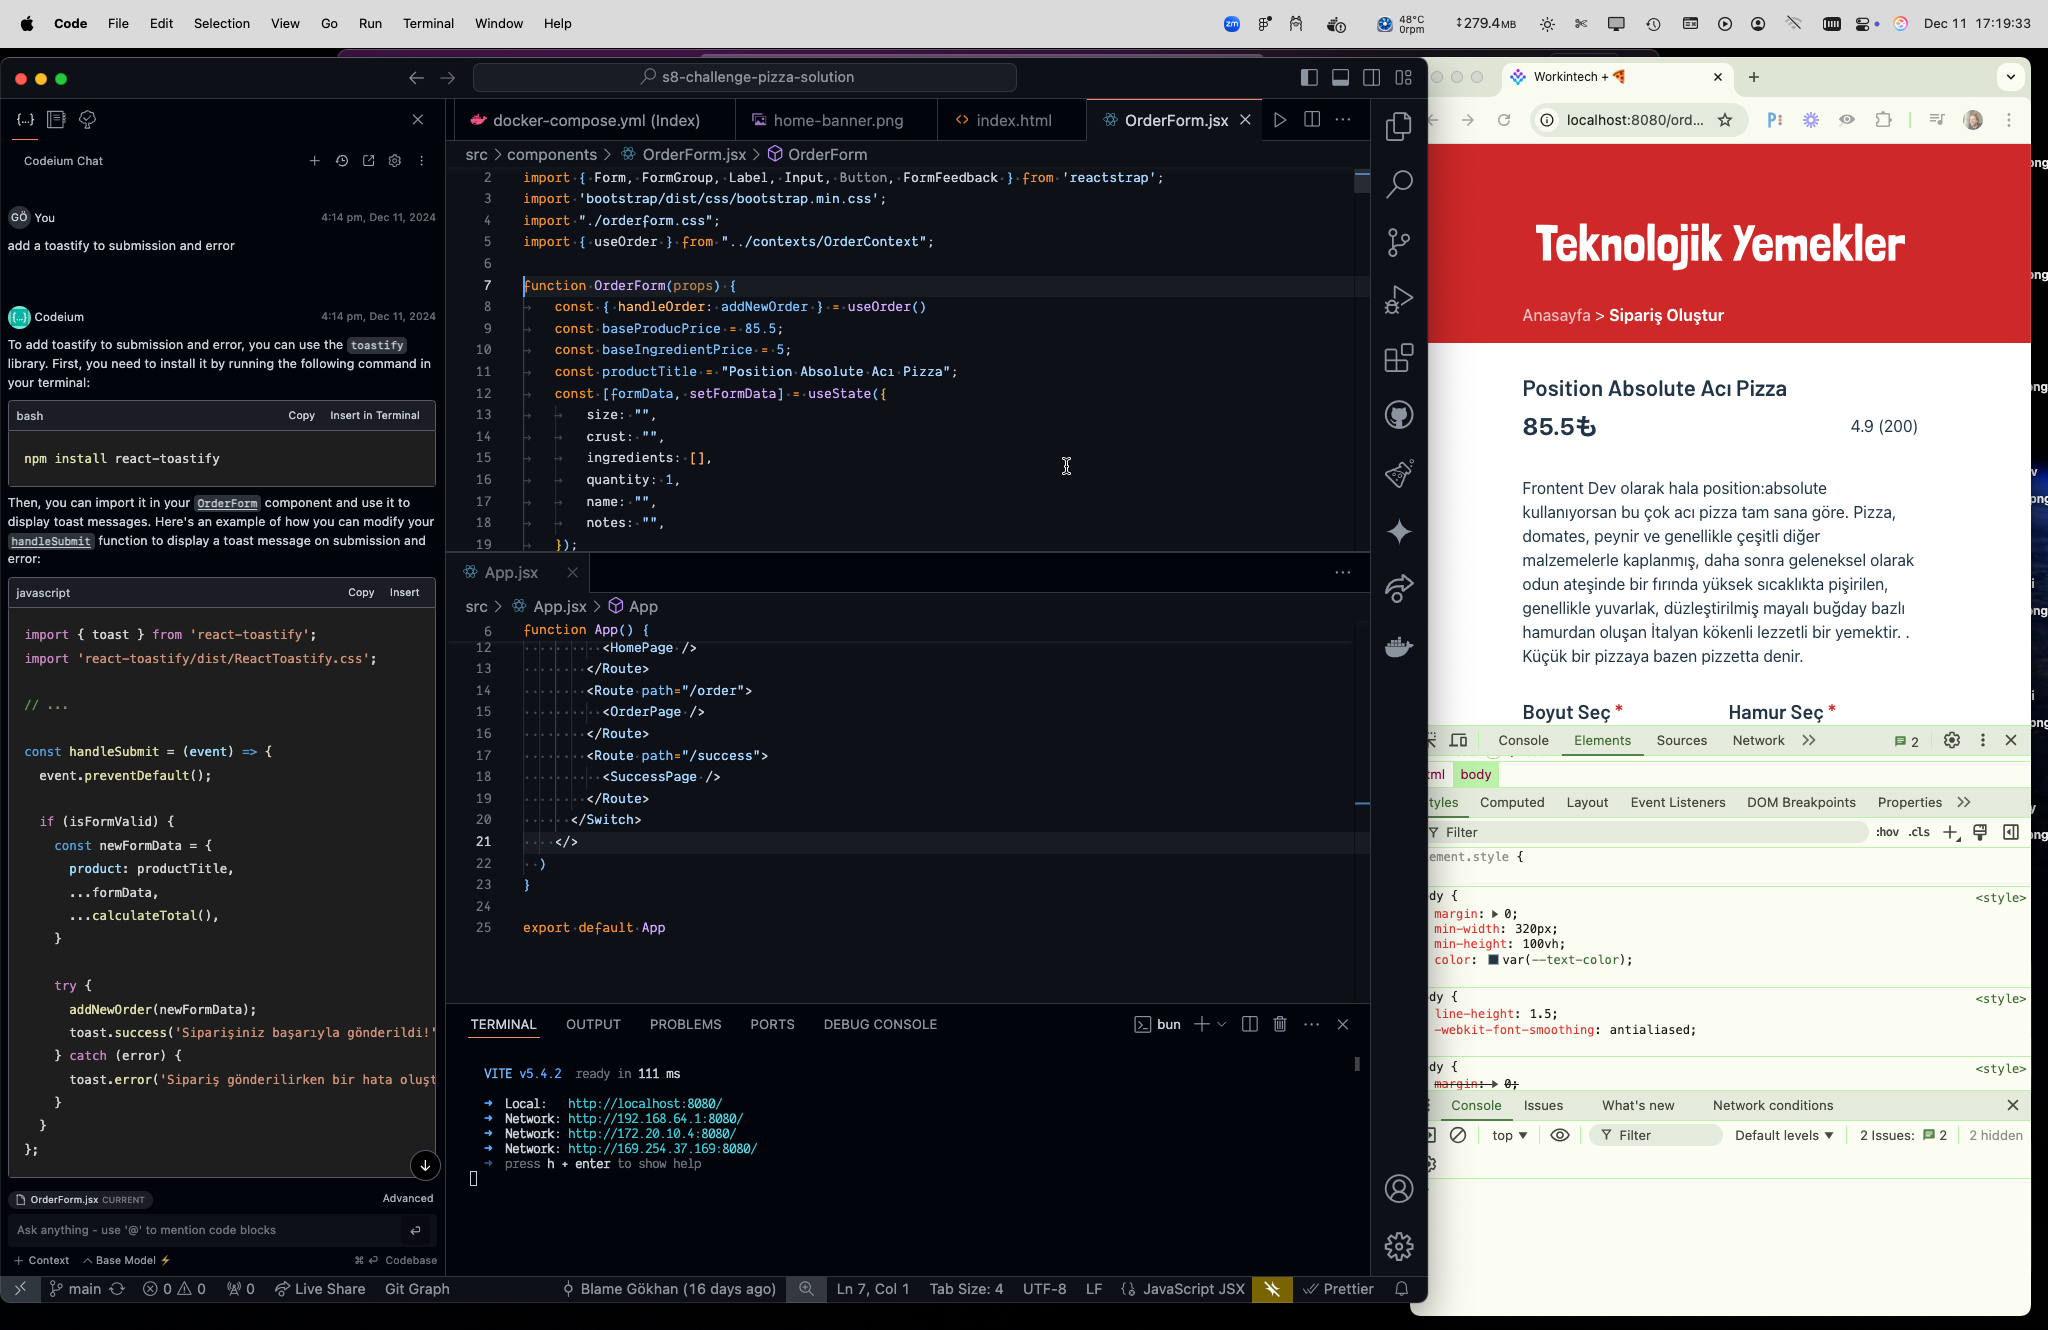 Code File Edit Selection View Go Run Terminal Window Help
zm 48°C 0rpm 279.4MB Dec 11 17:19:33
s8-challenge-pizza-solution
Codeium Chat
GÖ You 4:14 pm, Dec 11, 2024
add a toastify to submission and error
Codeium 4:14 pm, Dec 11, 2024
To add toastify to submission and error, you can use the toastify
library. First, you need to install it by running the following command in
your terminal:
bash Copy Insert in Terminal
npm install react-toastify
Then, you can import it in your OrderForm component and use it to
display toast messages. Here's an example of how you can modify your
handleSubmit function to display a toast message on submission and
error:
javascript Copy Insert
import { toast } from 'react-toastify';
import 'react-toastify/dist/ReactToastify.css';
// ...
const handleSubmit = (event) => {
event.preventDefault();
if (isFormValid) {
const newFormData = {
product: productTitle,
...formData,
...calculateTotal(),
}
try {
addNewOrder(newFormData);
toast.success('Siparişiniz başarıyla gönderildi!'
} catch (error) {
toast.error('Sipariş gönderilirken bir hata oluşt
}
}
};
OrderForm.jsx CURRENT Advanced
Ask anything - use '@' to mention code blocks
+ Context Base Model Codebase
docker-compose.yml (Index) home-banner.png index.html OrderForm.jsx
src > components > OrderForm.jsx > OrderForm
2 import { Form, FormGroup, Label, Input, Button, FormFeedback } from 'reactstrap';
3 import 'bootstrap/dist/css/bootstrap.min.css';
4 import "./orderform.css";
5 import { useOrder } from "../contexts/OrderContext";
6
7 function OrderForm(props) {
8 const { handleOrder: addNewOrder } = useOrder()
9 const baseProducPrice = 85.5;
10 const baseIngredientPrice = 5;
11 const productTitle = "Position Absolute Acı Pizza";
12 const [formData, setFormData] = useState({
13 size: "",
14 crust: "",
15 ingredients: [],
16 quantity: 1,
17 name: "",
18 notes: "",
19 });
App.jsx
src > App.jsx > App
6 function App() {
12 <HomePage />
13 </Route>
14 <Route path="/order">
15 <OrderPage />
16 </Route>
17 <Route path="/success">
18 <SuccessPage />
19 </Route>
20 </Switch>
21 </>
22 )
23 }
24
25 export default App
TERMINAL OUTPUT PROBLEMS PORTS DEBUG CONSOLE bun
VITE v5.4.2 ready in 111 ms
➜ Local: http://localhost:8080/
➜ Network: http://192.168.64.1:8080/
➜ Network: http://172.20.10.4:8080/
➜ Network: http://169.254.37.169:8080/
➜ press h + enter to show help
main 0 0 0 Live Share Git Graph Blame Gökhan (16 days ago) Ln 7, Col 1 Tab Size: 4 UTF-8 LF JavaScript JSX Prettier
Workintech +
localhost:8080/ord...
Teknolojik Yemekler
Anasayfa > Sipariş Oluştur
Position Absolute Acı Pizza
85.5₺ 4.9 (200)
Frontent Dev olarak hala position:absolute
kullanıyorsan bu çok acı pizza tam sana göre. Pizza,
domates, peynir ve genellikle çeşitli diğer
malzemelerle kaplanmış, daha sonra geleneksel olarak
odun ateşinde bir fırında yüksek sıcaklıkta pişirilen,
genellikle yuvarlak, düzleştirilmiş mayalı buğday bazlı
hamurdan oluşan İtalyan kökenli lezzetli bir yemektir. .
Küçük bir pizzaya bazen pizzetta denir.
Boyut Seç * Hamur Seç *
Console Elements Sources Network 2
tml body
tyles Computed Layout Event Listeners DOM Breakpoints Properties
Filter :hov .cls
ement.style {
dy { <style>
margin: 0;
min-width: 320px;
min-height: 100vh;
color: var(--text-color);
dy { <style>
line-height: 1.5;
-webkit-font-smoothing: antialiased;
dy { <style>
margin: 0;
Console Issues What's new Network conditions
top Filter Default levels 2 Issues: 2 2 hidden